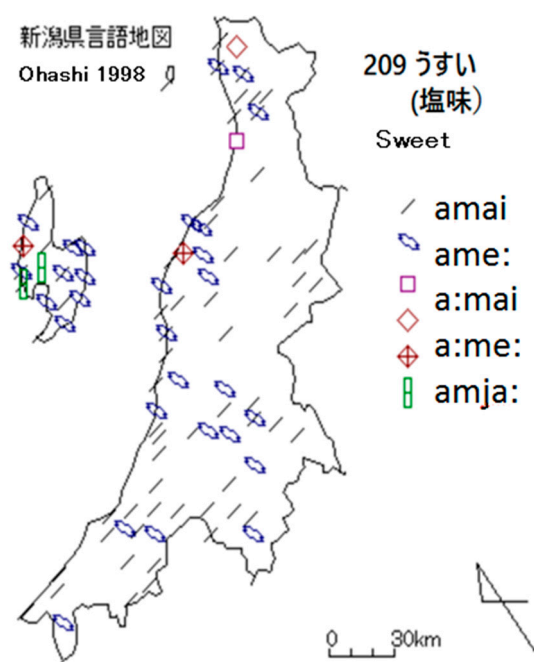 新潟県言語地図
Ohashi 1998
209 うすい
(塩味)
Sweet
amai
ame:
a:mai
a:me:
amja:
0 30km